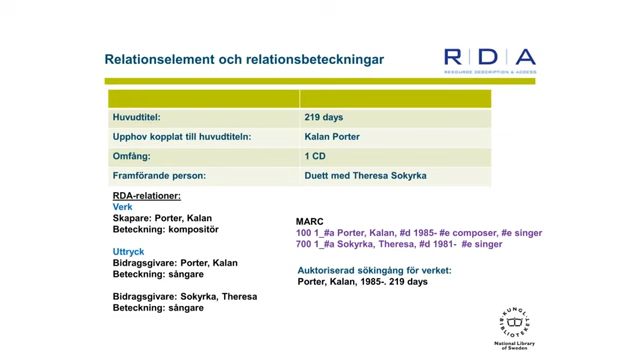 Relationselement och relationsbeteckningar
R|D|A
RESOURCE DESCRIPTION & ACCESS
Huvudtitel: 219 days
Upphov kopplat till huvudtiteln: Kalan Porter
Omfång: 1 CD
Framförande person: Duett med Theresa Sokyrka
RDA-relationer:
Verk
Skapare: Porter, Kalan
Beteckning: kompositör
Uttryck
Bidragsgivare: Porter, Kalan
Beteckning: sångare
Bidragsgivare: Sokyrka, Theresa
Beteckning: sångare
MARC
100 1_#a Porter, Kalan, #d 1985- #e composer, #e singer
700 1_#a Sokyrka, Theresa, #d 1981- #e singer
Auktoriserad sökingång för verket:
Porter, Kalan, 1985-. 219 days
KUNGL.
BIBLIOTEKET
National Library
of Sweden